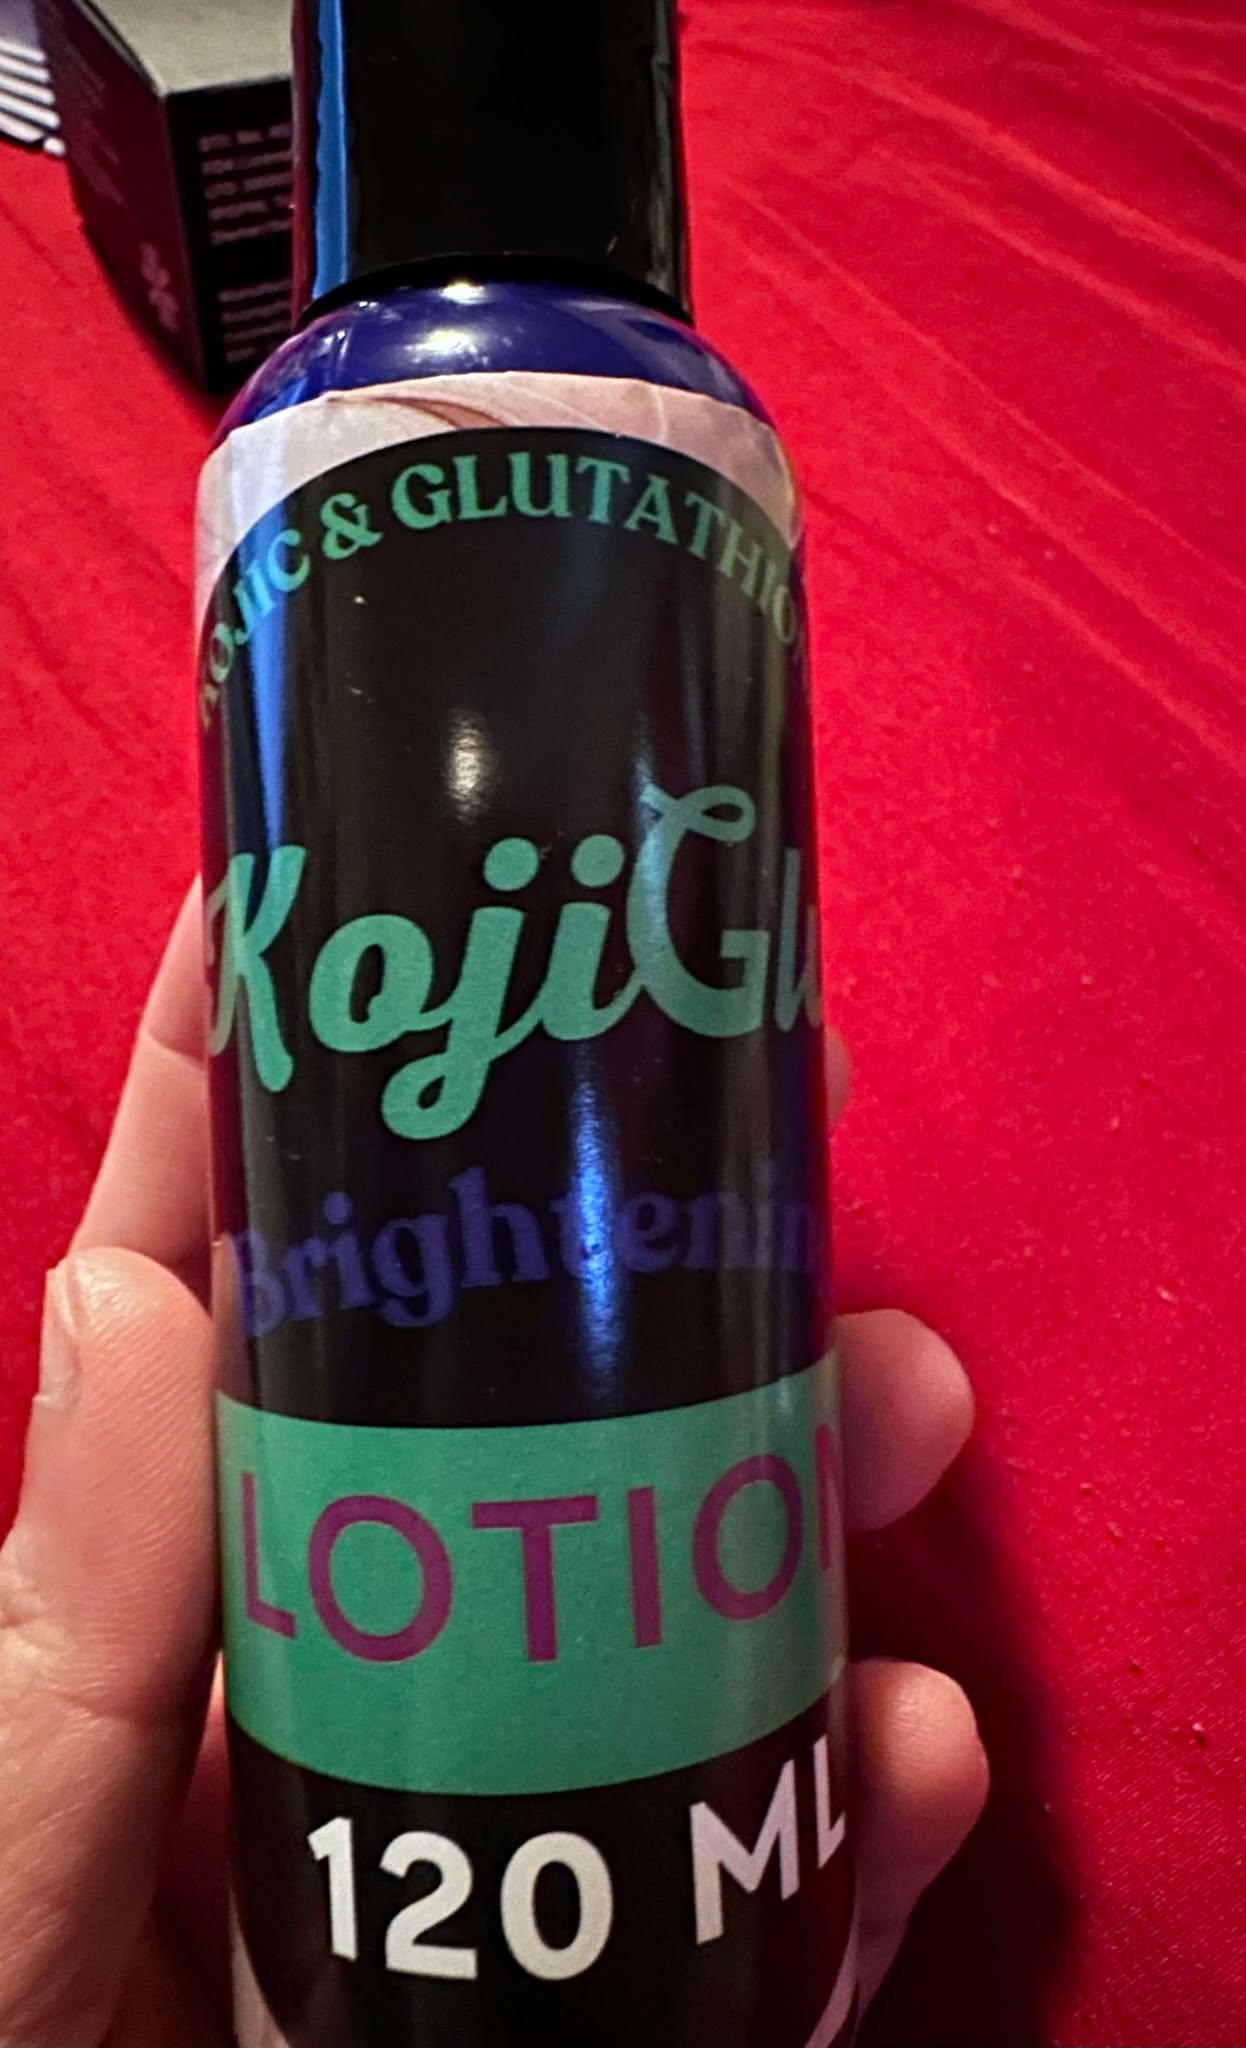 KOJIC & GLUTATHIO
KojiGlu
Brightenin
LOTION
120 ML